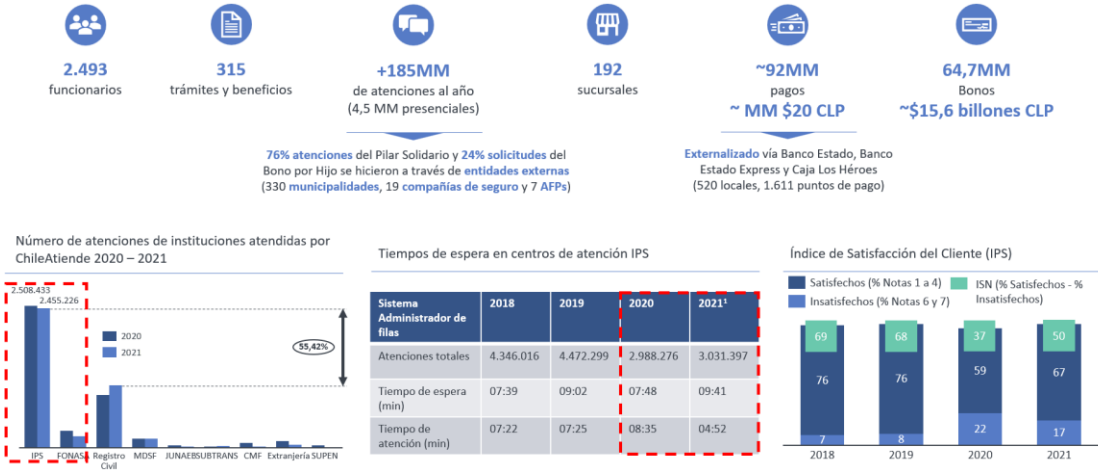 2.493
funcionarios
315
trámites y beneficios
+185MM
de atenciones al año
(4,5 MM presenciales)
192
sucursales
~92MM
pagos
~ MM $20 CLP
64,7MM
Bonos
~$15,6 billones CLP
76% atenciones del Pilar Solidario y 24% solicitudes del
Bono por Hijo se hicieron a través de entidades externas
(330 municipalidades, 19 compañías de seguro y 7 AFPs)
Externalizado vía Banco Estado, Banco
Estado Express y Caja Los Héroes
(520 locales, 1.611 puntos de pago)
Número de atenciones de instituciones atendidas por
ChileAtiende 2020 – 2021
2.508.433
2.455.226
2020
2021
55,42%
IPS FONASA Registro Civil MDSF JUNAEB SUBTRANS CMF Extranjería SUPEN
Tiempos de espera en centros de atención IPS
Sistema Administrador de filas 2018 2019 2020 2021¹
Atenciones totales 4.346.016 4.472.299 2.988.276 3.031.397
Tiempo de espera (min) 07:39 09:02 07:48 09:41
Tiempo de atención (min) 07:22 07:25 08:35 04:52
Índice de Satisfacción del Cliente (IPS)
Satisfechos (% Notas 1 a 4)
Insatisfechos (% Notas 6 y 7)
ISN (% Satisfechos - %
Insatisfechos)
69 68 37 50
76 76 59 67
7 8 22 17
2018 2019 2020 2021